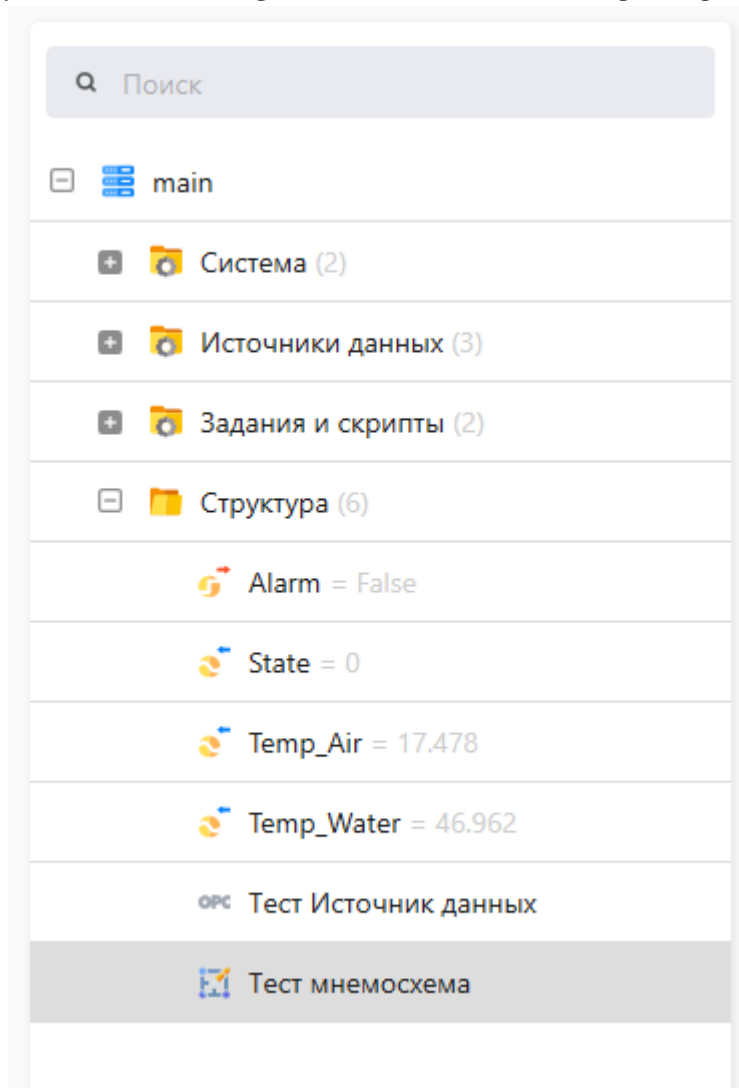 Поиск
main
Система (2)
Источники данных (3)
Задания и скрипты (2)
Структура (6)
Alarm = False
State = 0
Temp_Air = 17.478
Temp_Water = 46.962
OPC Тест Источник данных
Тест мнемосхема